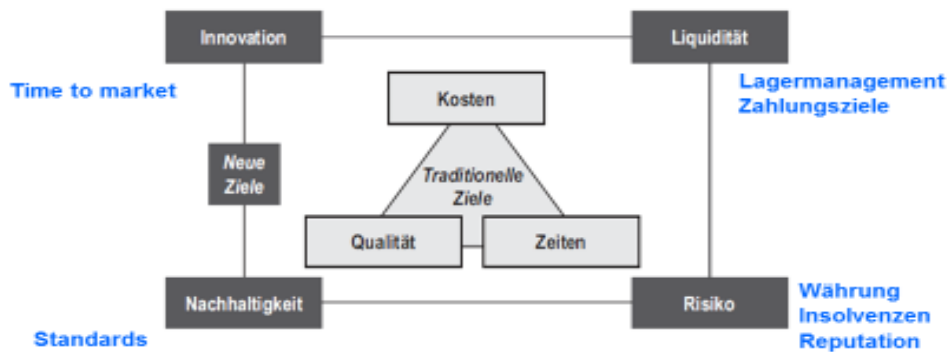 Innovation
Liquidität
Time to market
Lagermanagement
Zahlungsziele
Kosten
Neue
Ziele
Traditionelle
Ziele
Qualität
Zeiten
Nachhaltigkeit
Risiko
Währung
Insolvenzen
Reputation
Standards